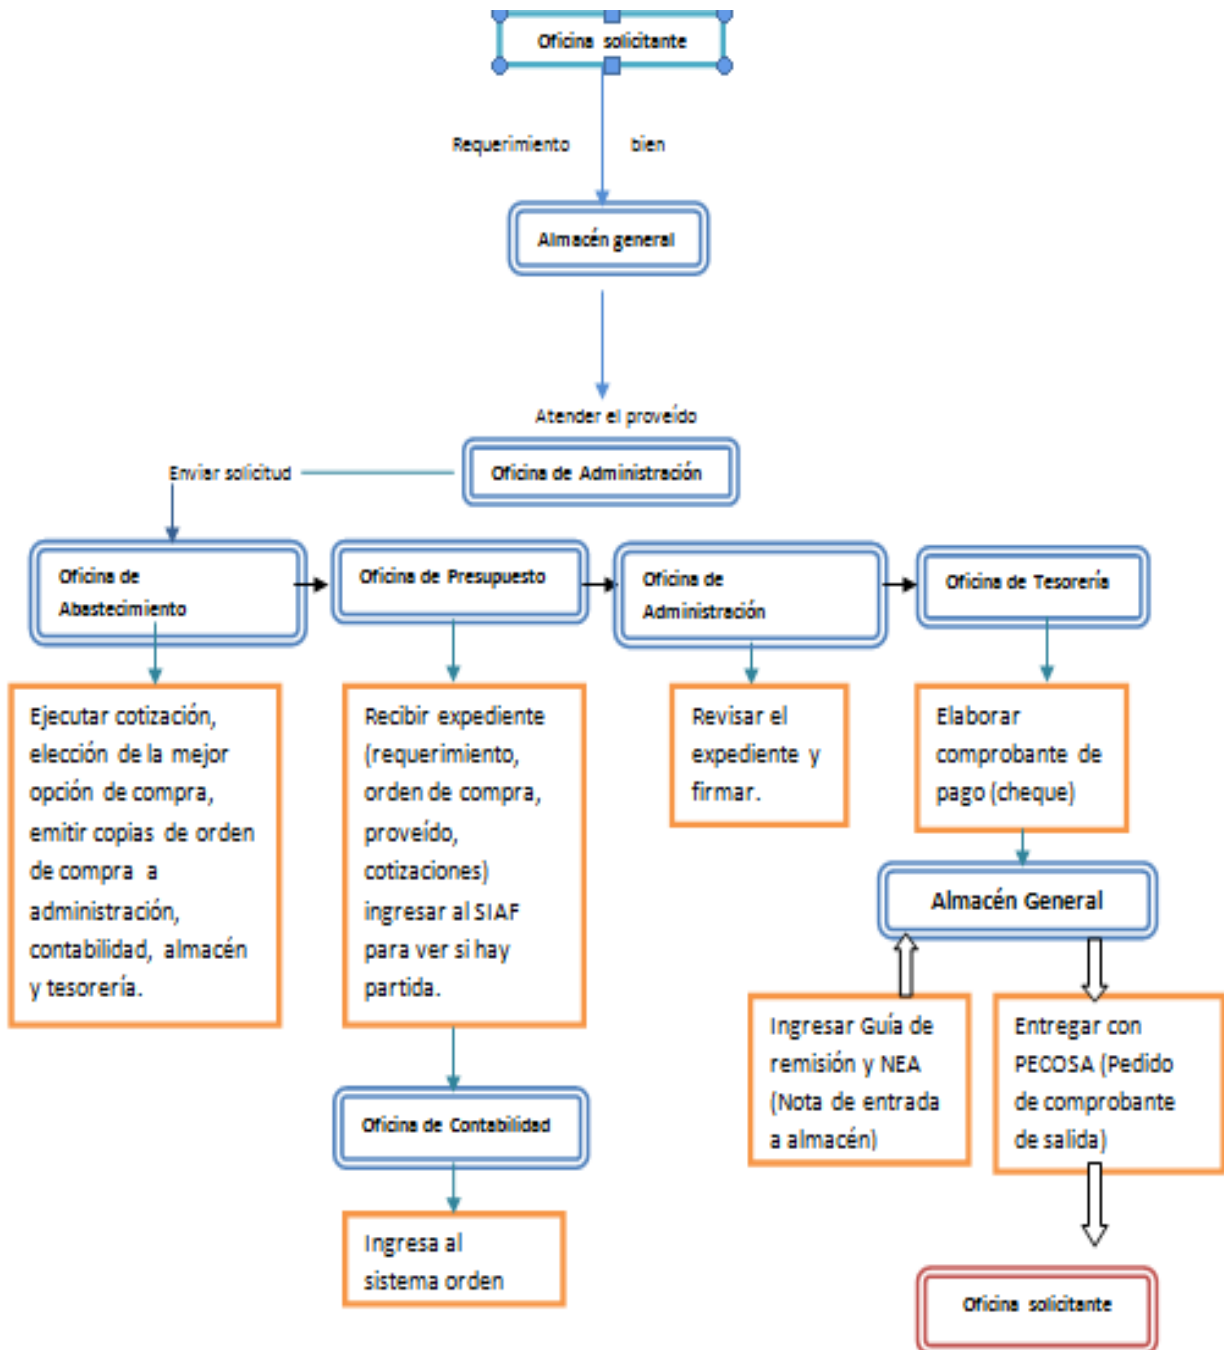 Oficina solicitante
Requerimiento bien
Almacén general
Atender el proveído
Enviar solicitud
Oficina de Administración
Oficina de
Abastecimiento
Oficina de Presupuesto
Oficina de
Administración
Oficina de Tesorería
Ejecutar cotización,
elección de la mejor
opción de compra,
emitir copias de orden
de compra a
administración,
contabilidad, almacén
y tesorería.
Recibir expediente
(requerimiento,
orden de compra,
proveído,
cotizaciones)
ingresar al SIAF
para ver si hay
partida.
Revisar el
expediente y
firmar.
Elaborar
comprobante de
pago (cheque)
Almacén General
Ingresar Guía de
remisión y NEA
(Nota de entrada
a almacén)
Entregar con
PECOSA (Pedido
de comprobante
de salida)
Oficina de Contabilidad
Ingresa al
sistema orden
Oficina solicitante